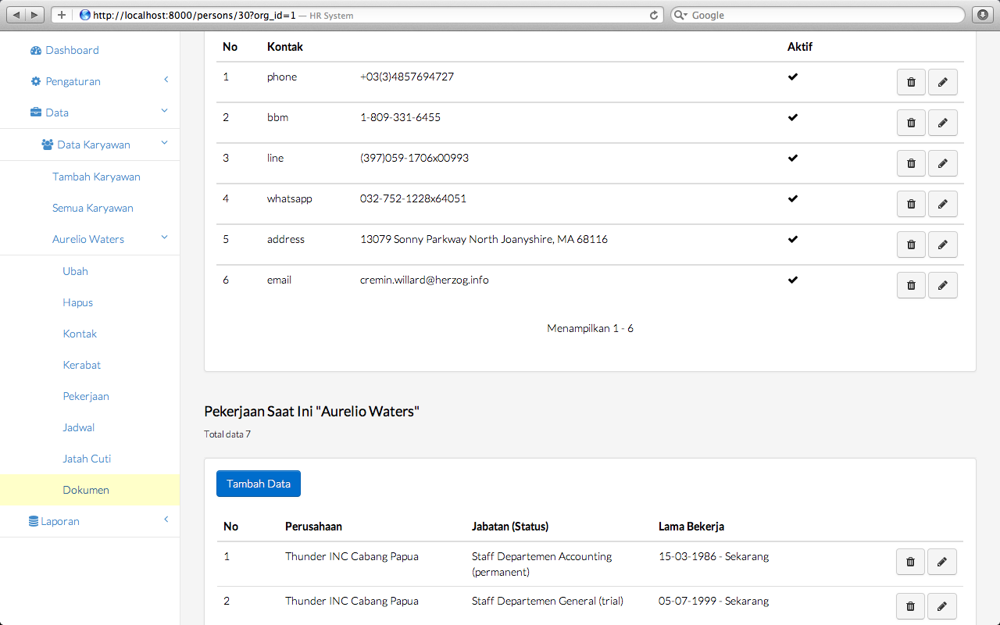 http://localhost:8000/persons/30?org_id=1 — HR System
Google
Dashboard
Pengaturan
Data
Data Karyawan
Tambah Karyawan
Semua Karyawan
Aurelio Waters
Ubah
Hapus
Kontak
Kerabat
Pekerjaan
Jadwal
Jatah Cuti
Dokumen
Laporan
No Kontak Aktif
1 phone +03(3)4857694727
2 bbm 1-809-331-6455
3 line (397)059-1706x00993
4 whatsapp 032-752-1228x64051
5 address 13079 Sonny Parkway North Joanyshire, MA 68116
6 email cremin.willard@herzog.info
Menampilkan 1 - 6
Pekerjaan Saat Ini "Aurelio Waters"
Total data 7
Tambah Data
No Perusahaan Jabatan (Status) Lama Bekerja
1 Thunder INC Cabang Papua Staff Departemen Accounting 15-03-1986 - Sekarang
(permanent)
2 Thunder INC Cabang Papua Staff Departemen General (trial) 05-07-1999 - Sekarang